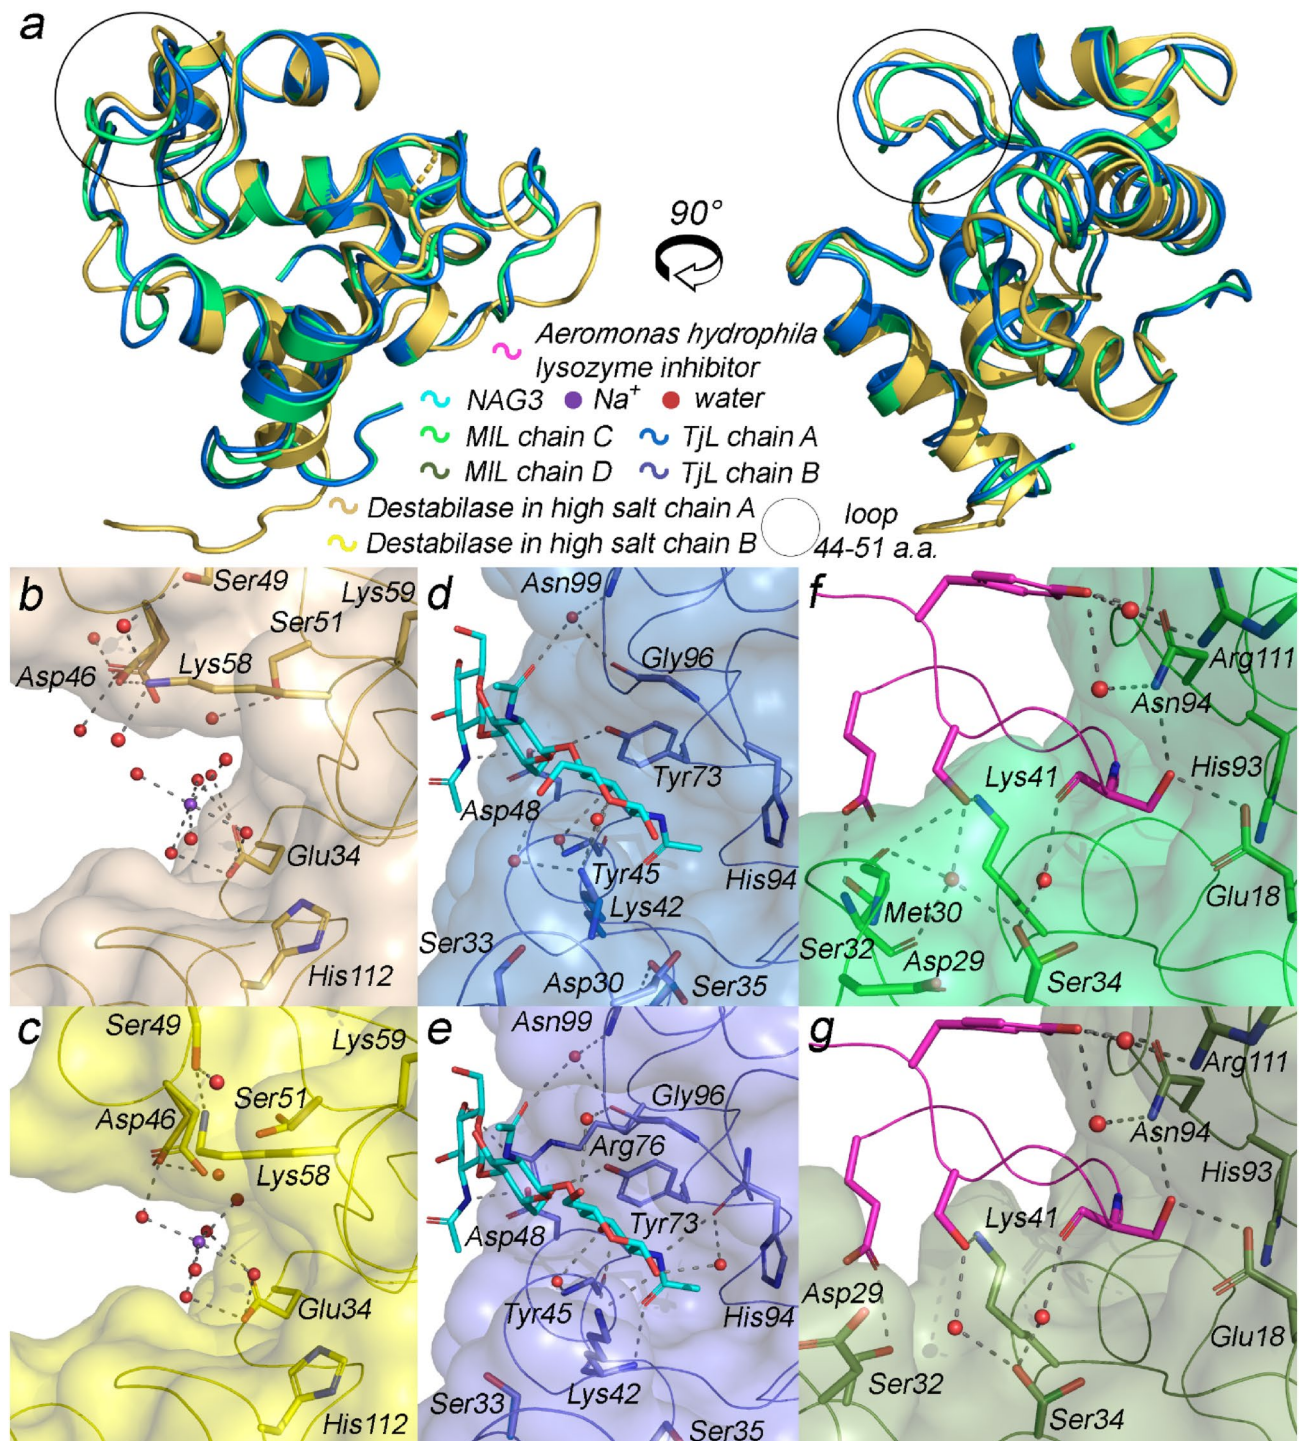 a
90°
Aeromonas hydrophila
lysozyme inhibitor
NAG3 Na+ water
MIL chain C TjL chain A
MIL chain D TjL chain B
Destabilase in high salt chain A
Destabilase in high salt chain B
loop
44-51 a.a.
b
Ser49
Lys59
Ser51
Asp46
Lys58
Glu34
His112
d
Asn99
Gly96
Tyr73
Asp48
Tyr45
His94
Lys42
Ser33
Asp30
Ser35
f
Arg111
Asn94
Lys41
His93
Met30
Glu18
Ser32
Asp29
Ser34
c
Ser49
Lys59
Asp46
Ser51
Lys58
Glu34
His112
e
Asn99
Gly96
Arg76
Asp48
Tyr73
Tyr45
His94
Lys42
Ser33
Ser35
g
Arg111
Asn94
His93
Lys41
Asp29
Glu18
Ser32
Ser34